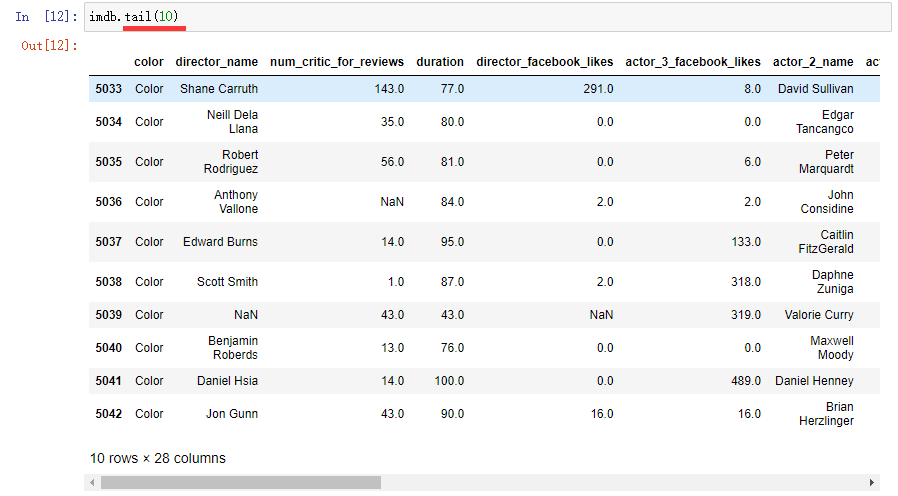 In [12]: imdb.tail(10)
Out[12]:
color director_name num_critic_for_reviews duration director_facebook_likes actor_3_facebook_likes actor_2_name ac
5033 Color Shane Carruth 143.0 77.0 291.0 8.0 David Sullivan
5034 Color Neill Dela Llana 35.0 80.0 0.0 0.0 Edgar Tancangco
5035 Color Robert Rodriguez 56.0 81.0 0.0 6.0 Peter Marquardt
5036 Color Anthony Vallone NaN 84.0 2.0 2.0 John Considine
5037 Color Edward Burns 14.0 95.0 0.0 133.0 Caitlin FitzGerald
5038 Color Scott Smith 1.0 87.0 2.0 318.0 Daphne Zuniga
5039 Color NaN 43.0 43.0 NaN 319.0 Valorie Curry
5040 Color Benjamin Roberds 13.0 76.0 0.0 0.0 Maxwell Moody
5041 Color Daniel Hsia 14.0 100.0 0.0 489.0 Daniel Henney
5042 Color Jon Gunn 43.0 90.0 16.0 16.0 Brian Herzlinger
10 rows × 28 columns